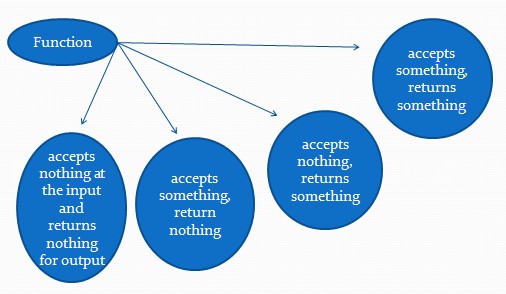 Function
accepts
something,
returns
something
accepts
nothing,
returns
something
accepts
something,
return
nothing
accepts
nothing at
the input
and
returns
nothing
for output